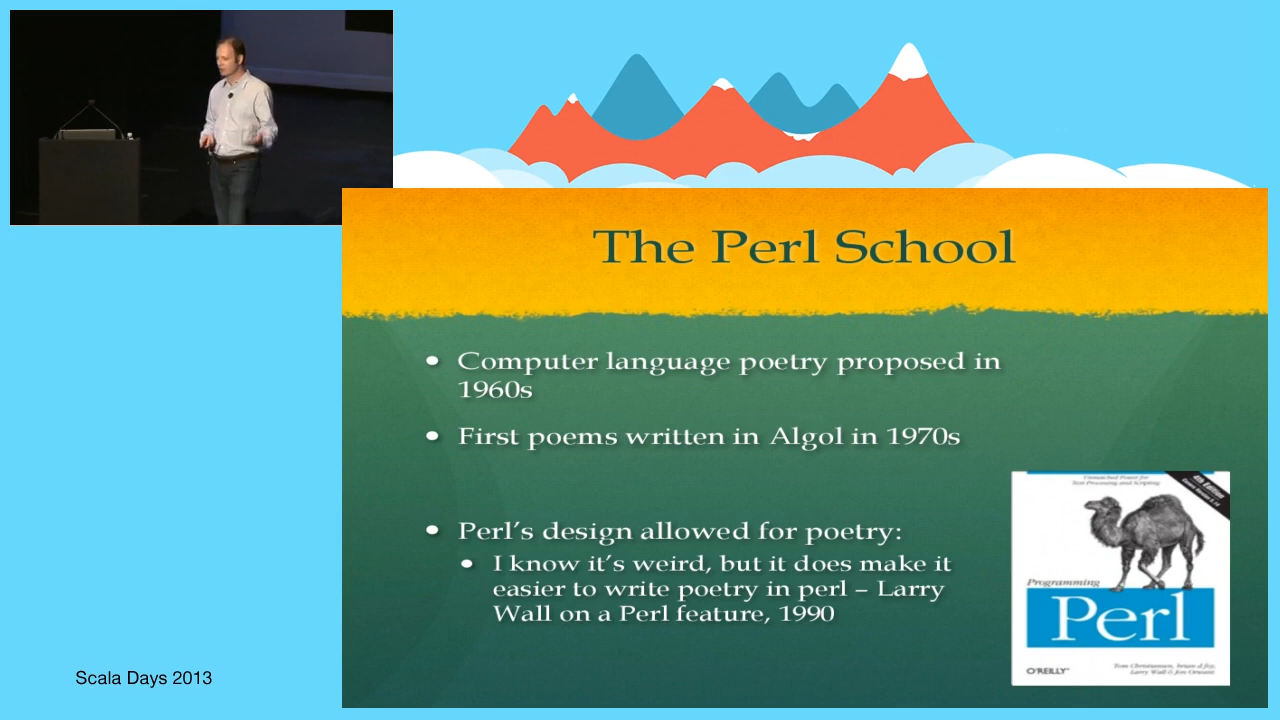 The Perl School
Computer language poetry proposed in
1960s
First poems written in Algol in 1970s
Perl's design allowed for poetry:
I know it's weird, but it does make it
easier to write poetry in perl – Larry
Wall on a Perl feature, 1990
Unmatched Power for
Text Processing and Scripting
4th Edition
Programming
Perl
O'REILLY
Tom Christiansen, brian d foy,
Larry Wall & Jon Orwant
Scala Days 2013